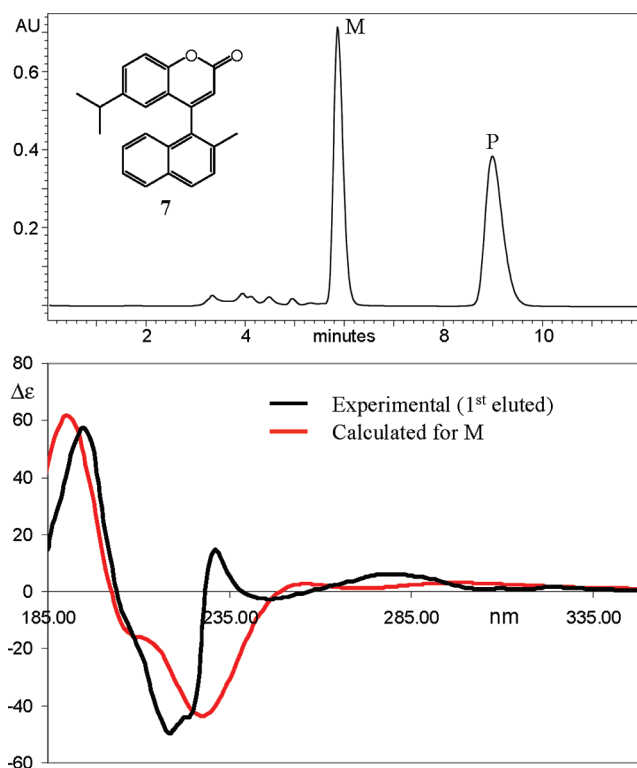 AU
M
O
O
0.6
P
0.4
7
0.2
2
4
minutes
6
8
10
80
Δε
60
Experimental (1st eluted)
Calculated for M
40
20
0
185.00
235.00
285.00
nm
335.00
-20
-40
-60